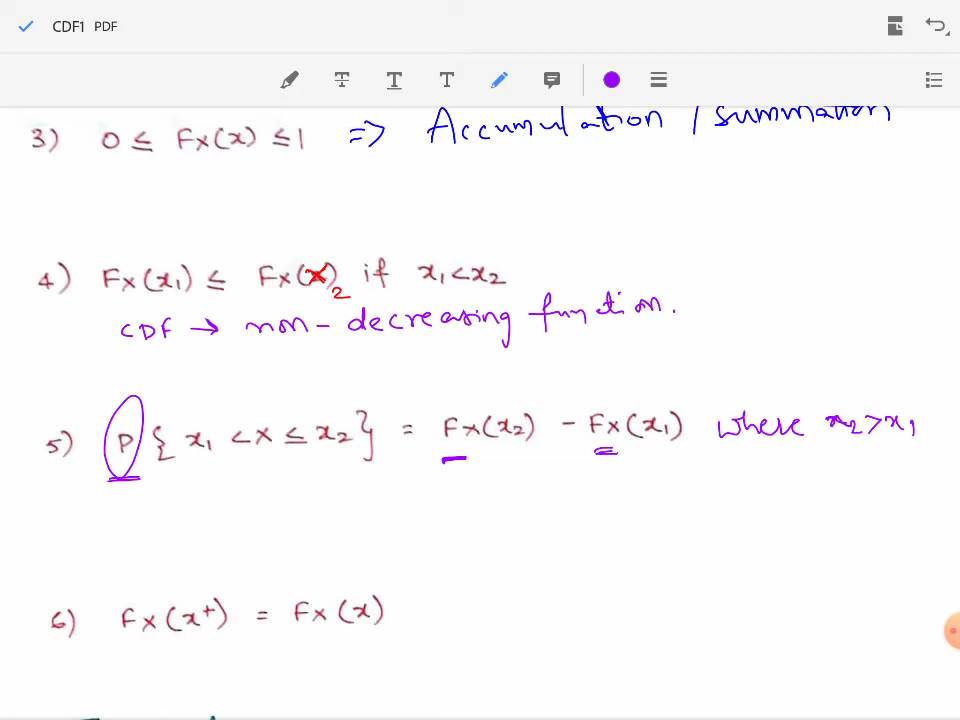 CDF1 PDF
3) 0 ≤ Fx(x) ≤ 1 => Accumulation / summation
4) Fx(x1) ≤ Fx(x)2 if x1<x2
CDF → non-decreasing function.
5) P{x1 < X ≤ x2} = Fx(x2) - Fx(x1) where x2>x1
6) Fx(x+) = Fx(x)